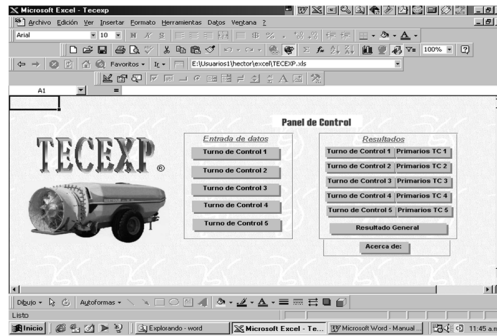 Microsoft Excel - Tecexp
Archivo Edición Ver Insertar Formato Herramientas Datos Ventana ?
Arial 10
100%
Favoritos Ir E:\Usuarios1\hector\excel\TECEXP.xls
A1 =
Panel de Control
TECEXP ®
Entrada de datos
Turno de Control 1
Turno de Control 2
Turno de Control 3
Turno de Control 4
Turno de Control 5
Resultados
Turno de Control 1 Primarios TC 1
Turno de Control 2 Primarios TC 2
Turno de Control 3 Primarios TC 3
Turno de Control 4 Primarios TC 4
Turno de Control 5 Primarios TC 5
Resultado General
Acerca de:
Dibujo Autoformas
Listo
Inicio Explorando - word Microsoft Excel - Te... Microsoft Word - Manual ... 11:45 a.m.